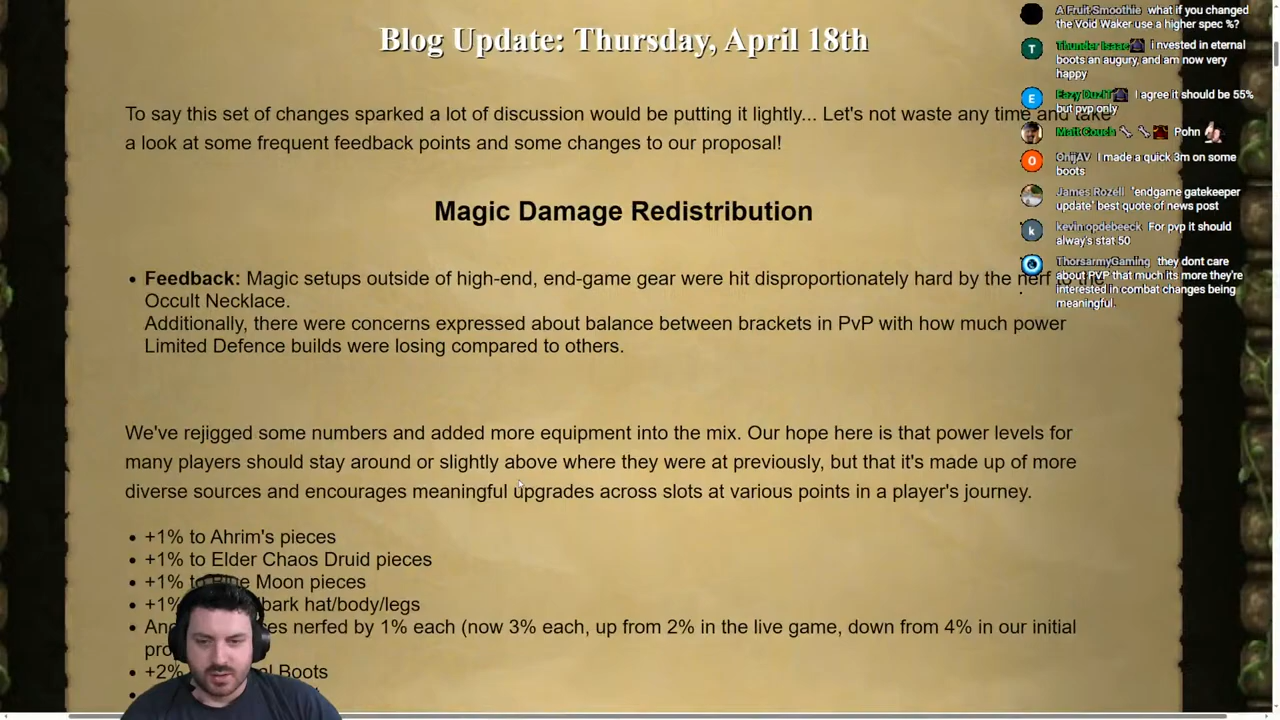 Blog Update: Thursday, April 18th
To say this set of changes sparked a lot of discussion would be putting it lightly... Let's not waste any time and take
a look at some frequent feedback points and some changes to our proposal!
Magic Damage Redistribution
• Feedback: Magic setups outside of high-end, end-game gear were hit disproportionately hard by the nerf to the
Occult Necklace.
Additionally, there were concerns expressed about balance between brackets in PvP with how much power
Limited Defence builds were losing compared to others.
We've rejigged some numbers and added more equipment into the mix. Our hope here is that power levels for
many players should stay around or slightly above where they were at previously, but that it's made up of more
diverse sources and encourages meaningful upgrades across slots at various points in a player's journey.
• +1% to Ahrim's pieces
• +1% to Elder Chaos Druid pieces
• +1% to Blue Moon pieces
• +1% bark hat/body/legs
• nerfed by 1% each (now 3% each, up from 2% in the live game, down from 4% in our initial
• +2% Boots
A Fruit Smoothie what if you changed
the Void Waker use a higher spec %?
T
Thunder Isaac I nvested in eternal
boots an augury, and am now very
happy
E
Eazy DuzIT I agree it should be 55%
but pvp only
Matt Couch Pohn
O
OnijAV I made a quick 3m on some
boots
James Rozell 'endgame gatekeeper
update' best quote of news post
k
kevin opdebeeck For pvp it should
alway's stat 50
ThorsarmyGaming they dont care
about PVP that much its more they're
interested in combat changes being
meaningful.